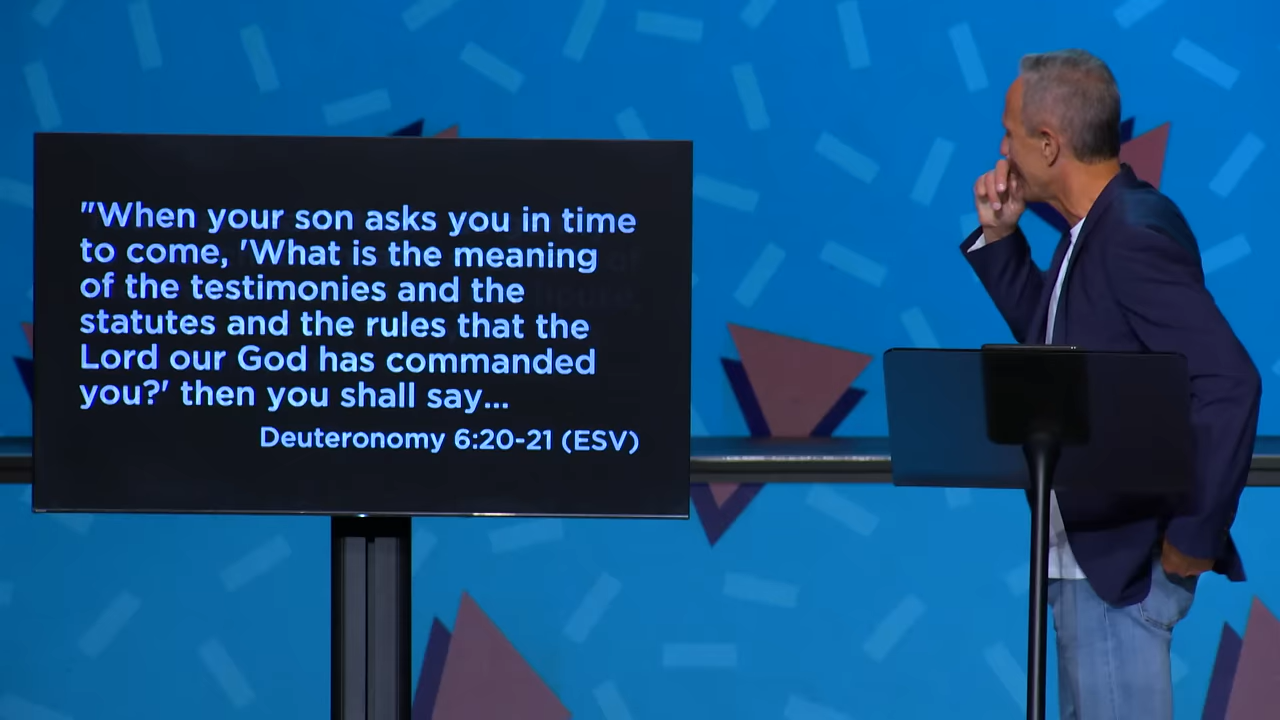 "When your son asks you in time
to come, 'What is the meaning
of the testimonies and the
statutes and the rules that the
Lord our God has commanded
you?' then you shall say...
Deuteronomy 6:20-21 (ESV)